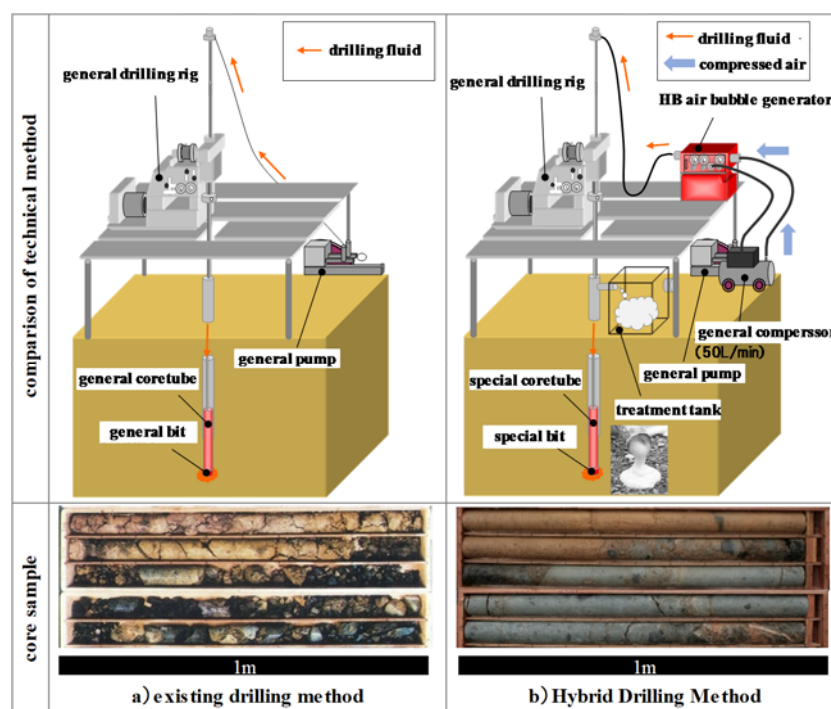 comparison of technical method
drilling fluid
general drilling rig
general pump
general coretube
general bit
drilling fluid
compressed air
HB air bubble generator
general drilling rig
general comperssor
(50L/min)
general pump
special coretube
treatment tank
special bit
core sample
1m
1m
a) existing drilling method
b) Hybrid Drilling Method